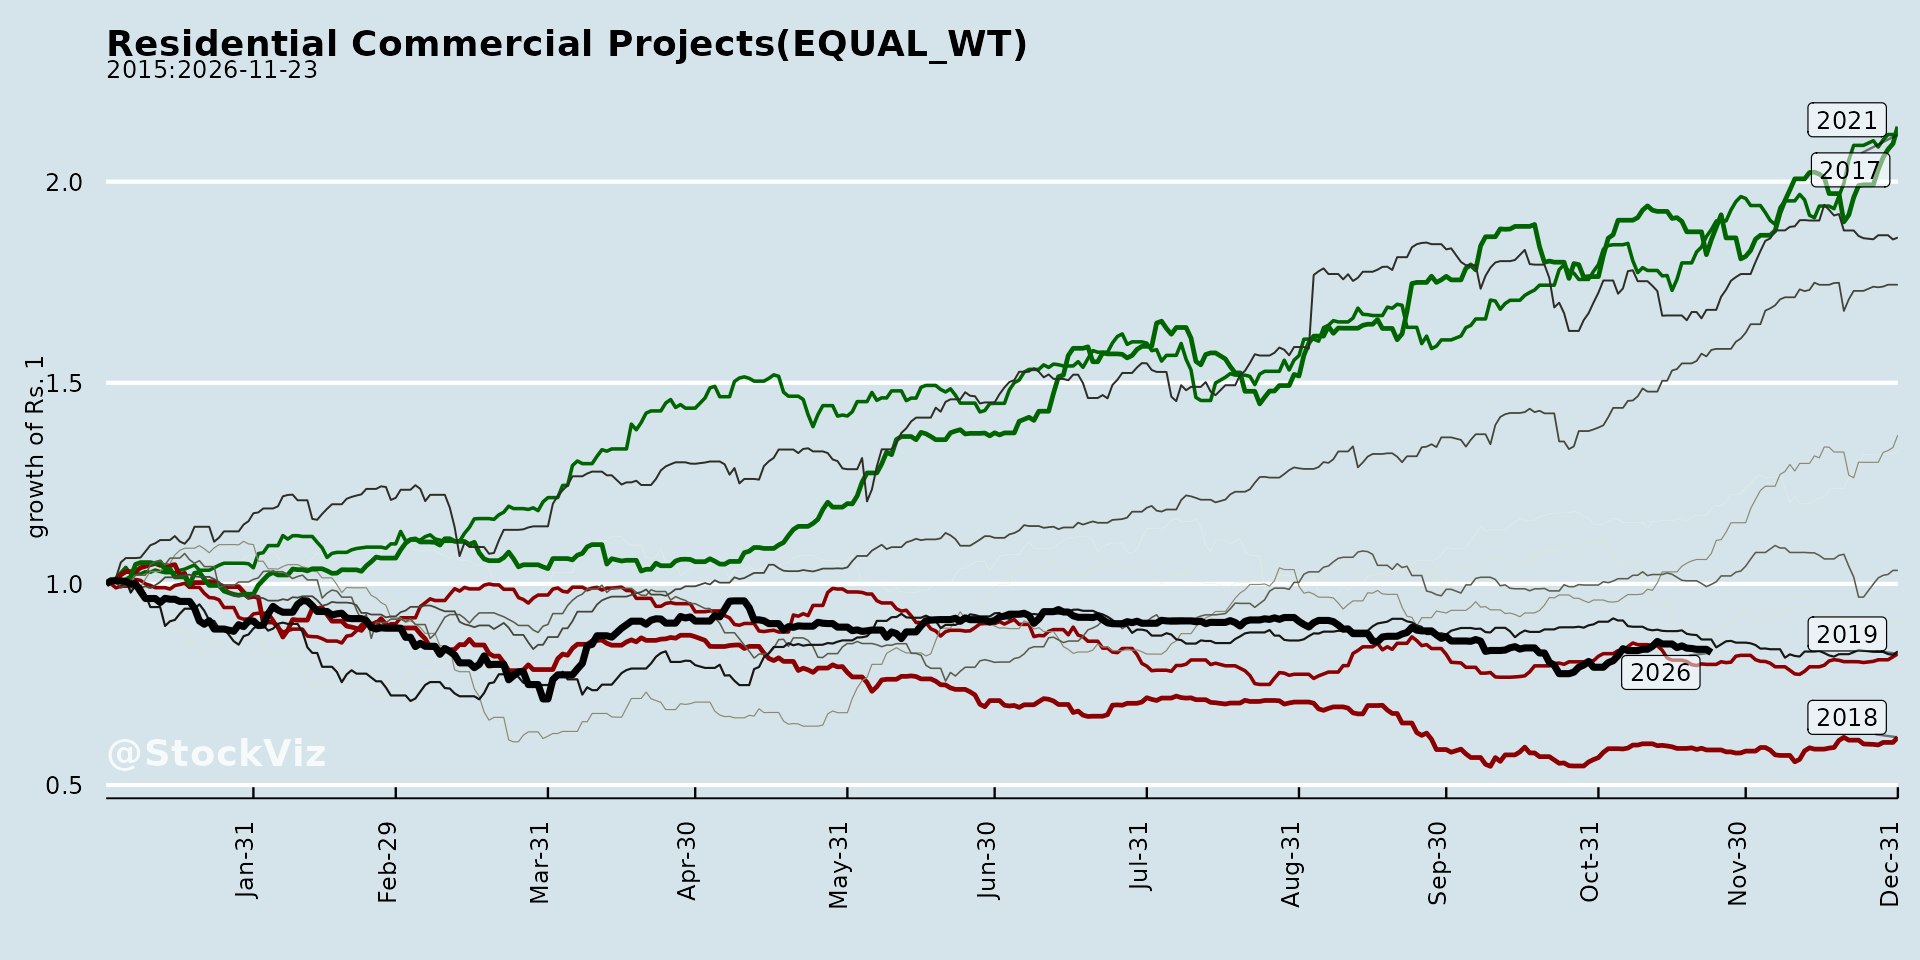 Residential Commercial Projects(EQUAL_WT)
2015:2026-11-23
growth of Rs. 1
2.0
1.5
1.0
0.5
2021
2017
2019
2026
2018
@StockViz
Jan-31
Feb-29
Mar-31
Apr-30
May-31
Jun-30
Jul-31
Aug-31
Sep-30
Oct-31
Nov-30
Dec-31